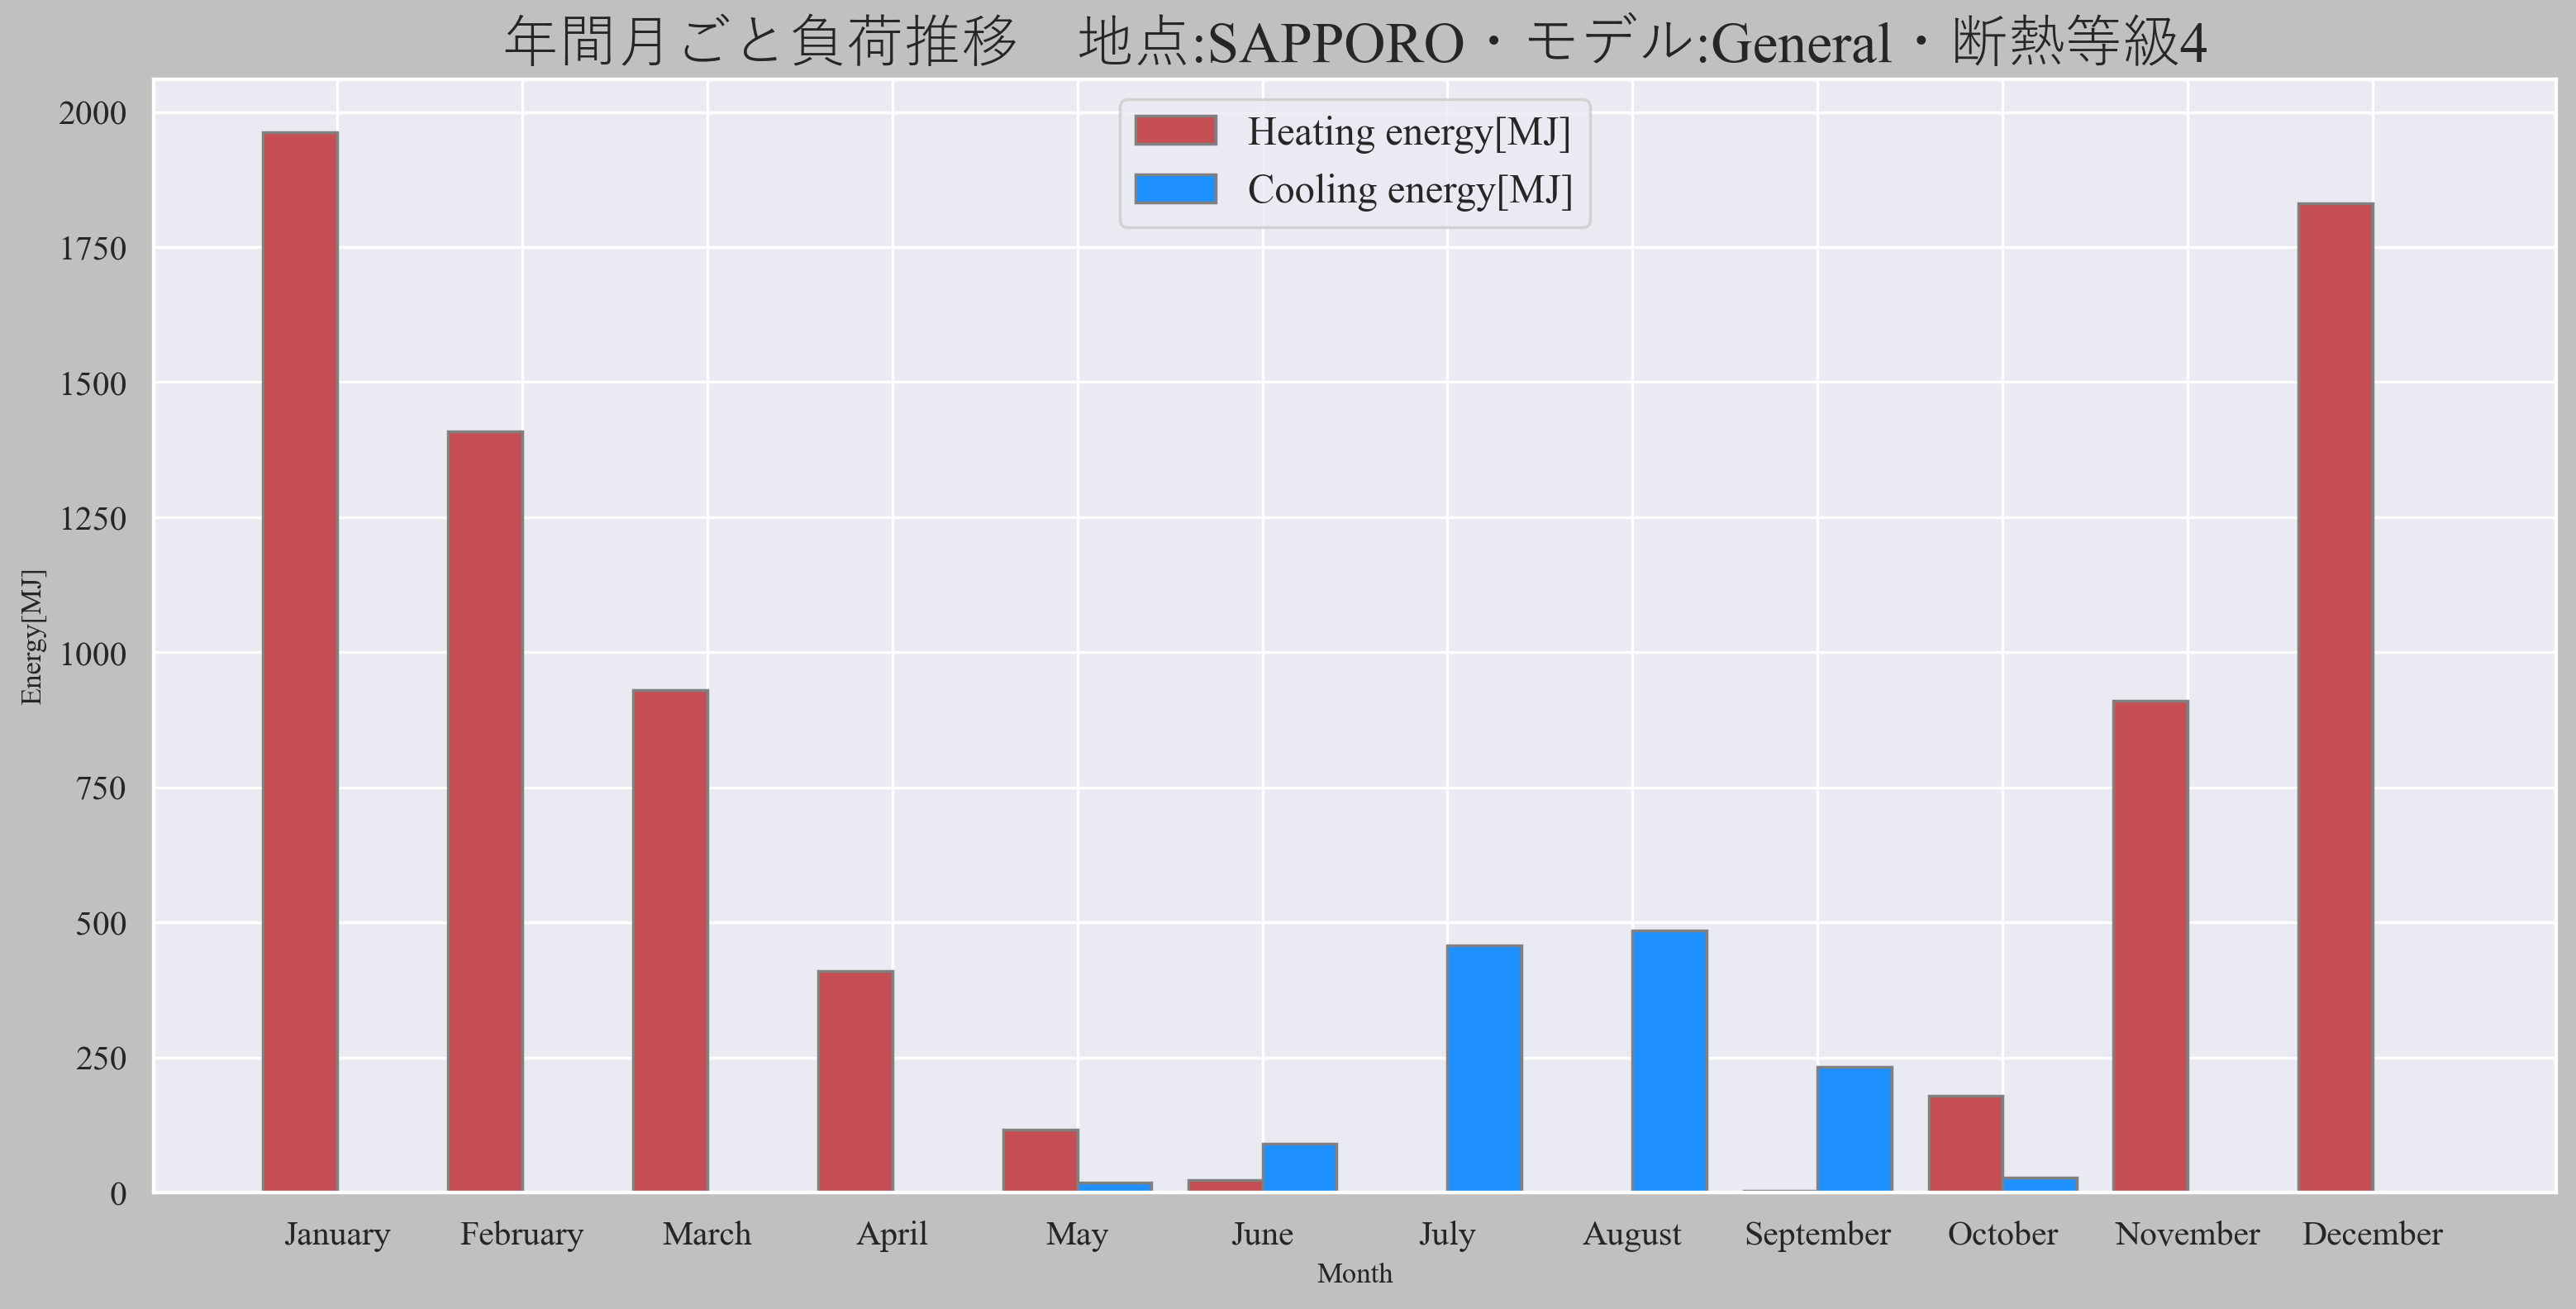 年間月ごと負荷推移　地点:SAPPORO・モデル:General・断熱等級4
Heating energy[MJ]
Cooling energy[MJ]
2000
1750
1500
1250
1000
750
500
250
0
Energy[MJ]
January February March April May June July August September October November December
Month